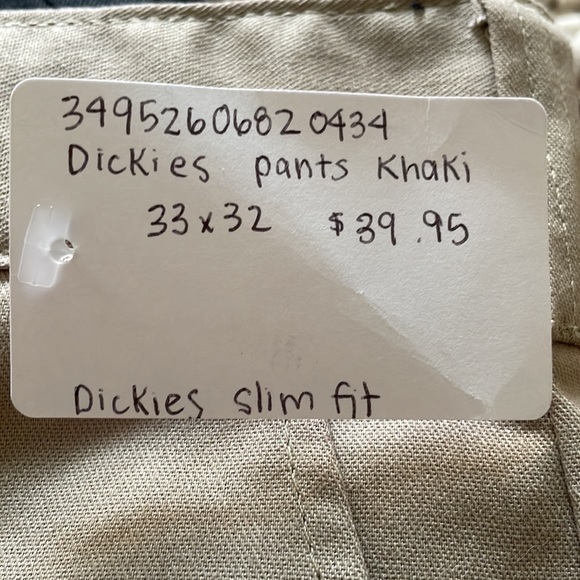 34952606820434
Dickies pants Khaki
33x32 $39.95
Dickies slim fit